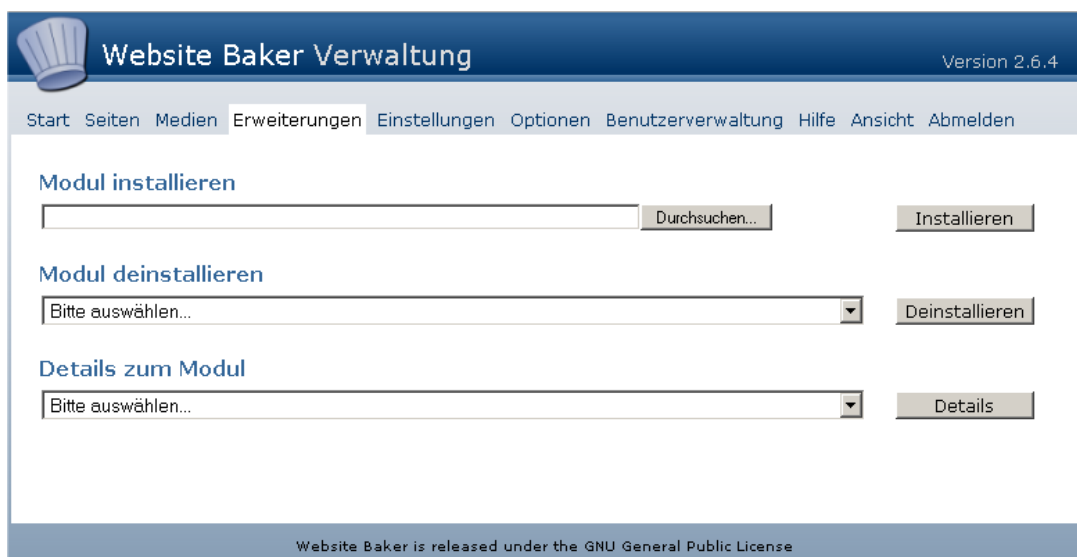 Website Baker Verwaltung
Version 2.6.4
Start Seiten Medien Erweiterungen Einstellungen Optionen Benutzerverwaltung Hilfe Ansicht Abmelden
Modul installieren
Durchsuchen... Installieren
Modul deinstallieren
Bitte auswählen... Deinstallieren
Details zum Modul
Bitte auswählen... Details
Website Baker is released under the GNU General Public License